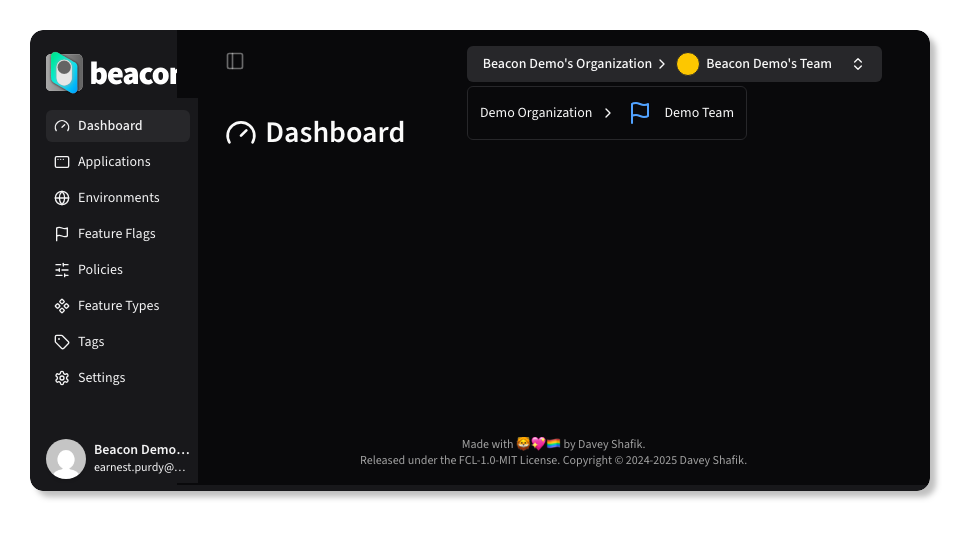 beacon
Beacon Demo's Organization > Beacon Demo's Team
Demo Organization > Demo Team
Dashboard
Dashboard
Applications
Environments
Feature Flags
Policies
Feature Types
Tags
Settings
Beacon Demo...
earnest.purdy@...
Made with 🦁💖🏳️‍🌈 by Davey Shafik.
Released under the FCL-1.0-MIT License. Copyright © 2024-2025 Davey Shafik.